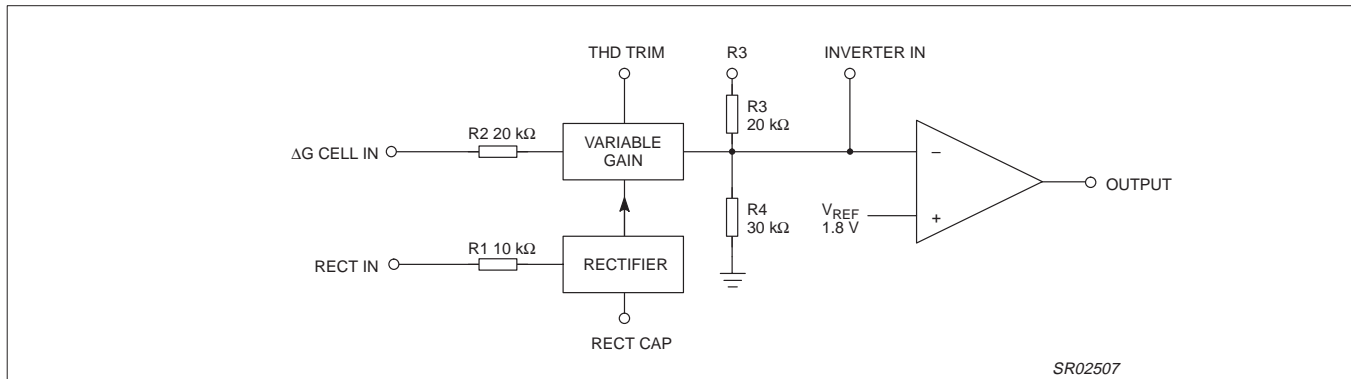 THD TRIM
R3
INVERTER IN
R3
20 kΩ
R2 20 kΩ
ΔG CELL IN
VARIABLE
GAIN
−
OUTPUT
R4
30 kΩ
VREF
1.8 V
+
R1 10 kΩ
RECT IN
RECTIFIER
RECT CAP
SR02507